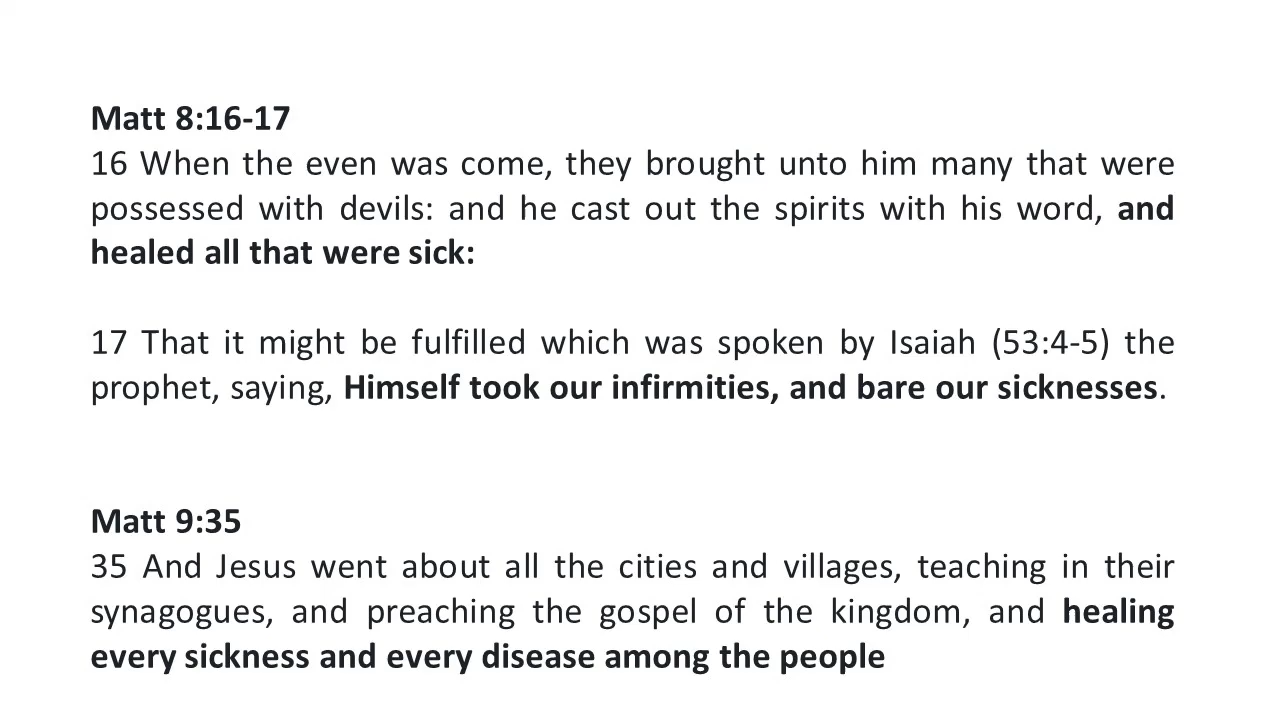 Matt 8:16-17
16 When the even was come, they brought unto him many that were
possessed with devils: and he cast out the spirits with his word, and
healed all that were sick:
17 That it might be fulfilled which was spoken by Isaiah (53:4-5) the
prophet, saying, Himself took our infirmities, and bare our sicknesses.
Matt 9:35
35 And Jesus went about all the cities and villages, teaching in their
synagogues, and preaching the gospel of the kingdom, and healing
every sickness and every disease among the people